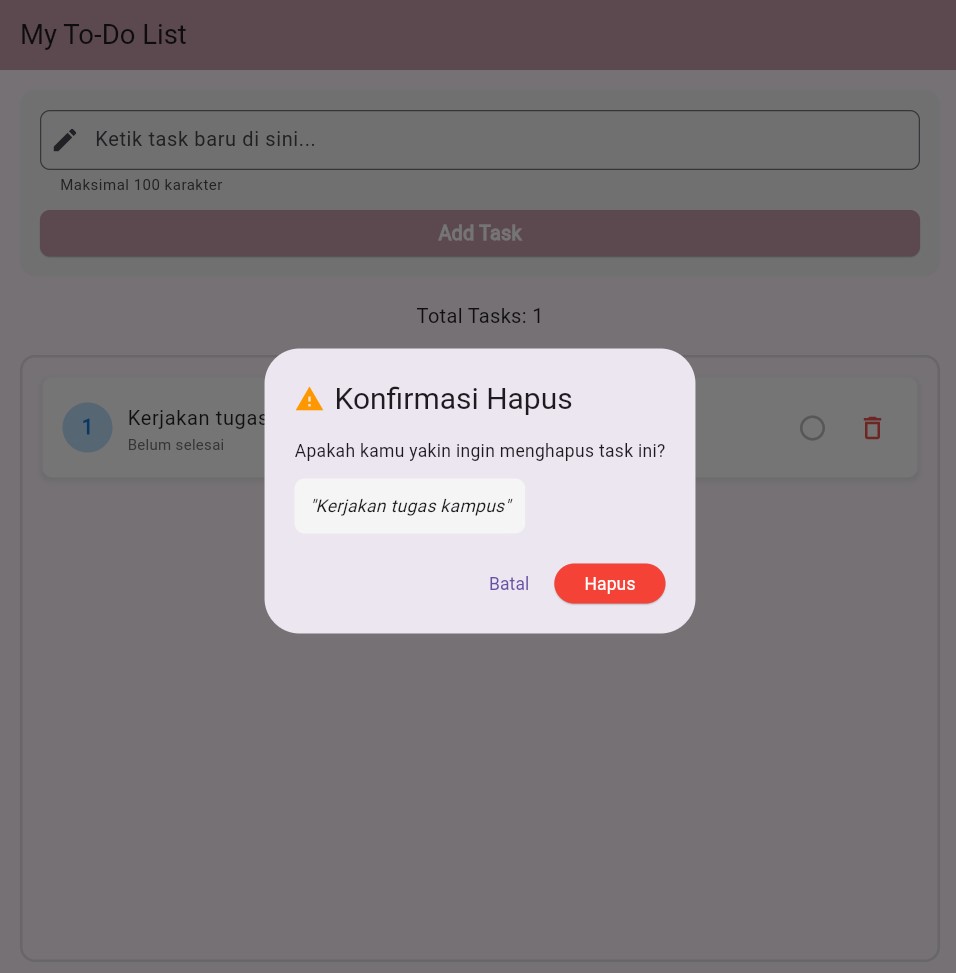 My To-Do List
Ketik task baru di sini...
Maksimal 100 karakter
Add Task
Total Tasks: 1
1
Kerjakan tugas
Belum selesai
Konfirmasi Hapus
Apakah kamu yakin ingin menghapus task ini?
"Kerjakan tugas kampus"
Batal
Hapus